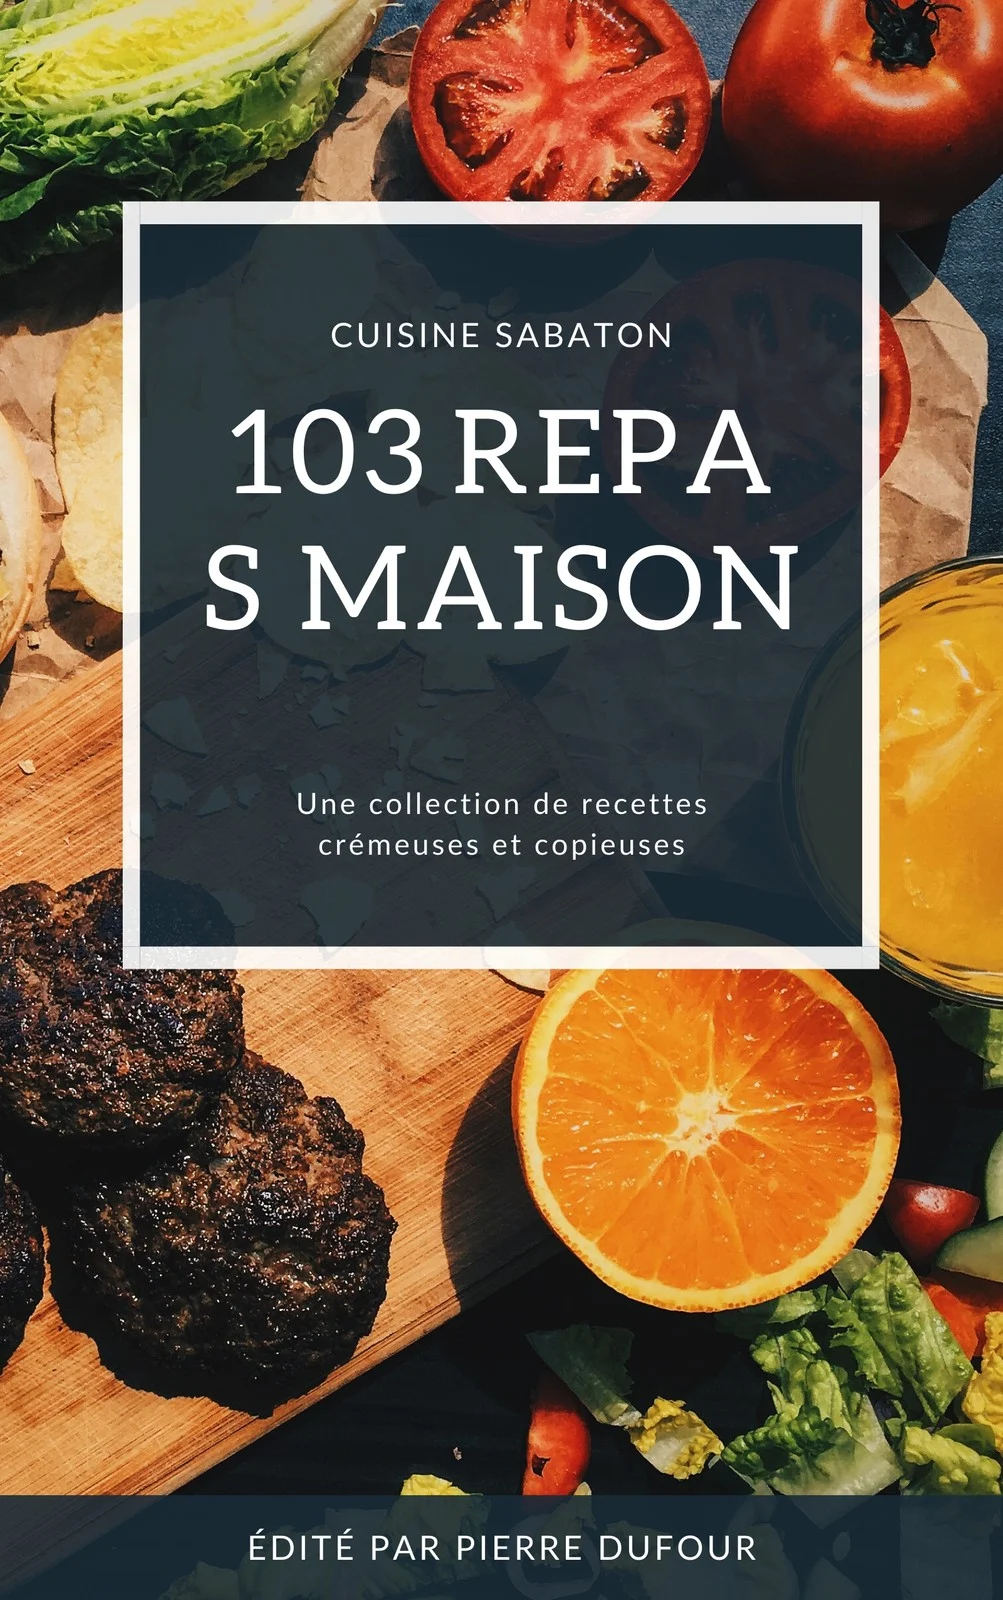 CUISINE SABATON
103 REPA
S MAISON
Une collection de recettes
crémeuses et copieuses
ÉDITÉ PAR PIERRE DUFOUR